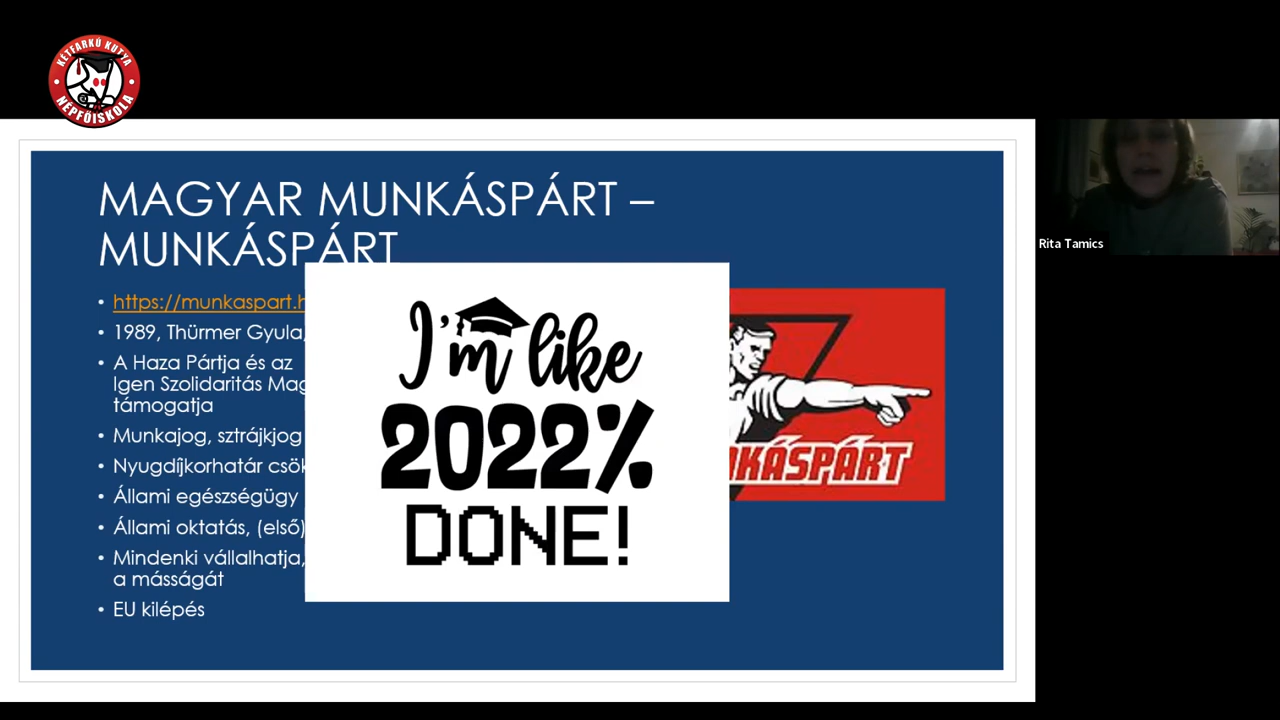 KÉTFARKÚ KUTYA
NÉPFŐISKOLA
MAGYAR MUNKÁSPÁRT –
MUNKÁSPÁRT
• https://munkaspart.h
• 1989, Thürmer Gyula,
• A Haza Pártja és az
Igen Szolidaritás Mag
támogatja
• Munkajog, sztrájkjog
• Nyugdíjkorhatár csök
• Állami egészségügy
• Állami oktatás, (első)
• Mindenki vállalhatja,
a másságát
• EU kilépés
I'm like
2022%
DONE!
KÁSPÁRT
Rita Tamics